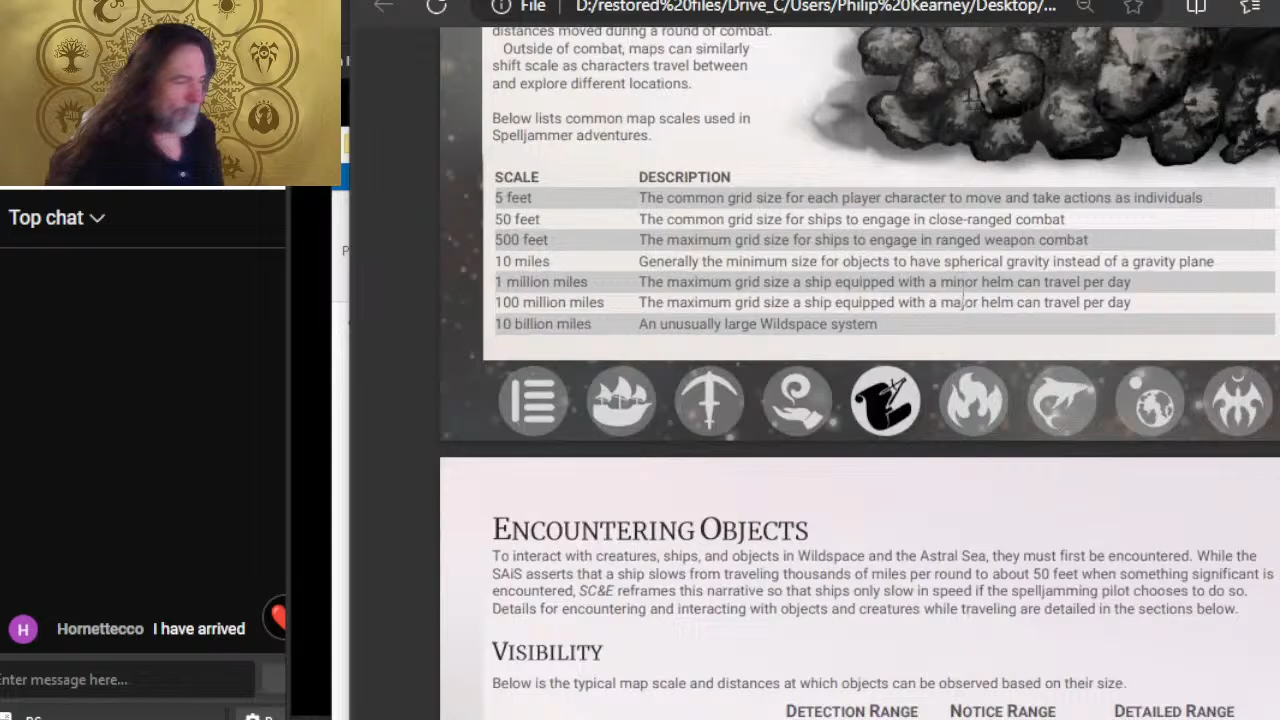 File
D:/restored%20files/Drive_C/Users/Philip%20Kearney/Desktop/...
distances moved during a round of combat.
Outside of combat, maps can similarly
shift scale as characters travel between
and explore different locations.
Below lists common map scales used in
Spelljammer adventures.
SCALE DESCRIPTION
5 feet The common grid size for each player character to move and take actions as individuals
50 feet The common grid size for ships to engage in close-ranged combat
500 feet The maximum grid size for ships to engage in ranged weapon combat
10 miles Generally the minimum size for objects to have spherical gravity instead of a gravity plane
1 million miles The maximum grid size a ship equipped with a minor helm can travel per day
100 million miles The maximum grid size a ship equipped with a major helm can travel per day
10 billion miles An unusually large Wildspace system
Top chat
Hornettecco I have arrived
Enter message here...
ENCOUNTERING OBJECTS
To interact with creatures, ships, and objects in Wildspace and the Astral Sea, they must first be encountered. While the
SAiS asserts that a ship slows from traveling thousands of miles per round to about 50 feet when something significant is
encountered, SC&E reframes this narrative so that ships only slow in speed if the spelljamming pilot chooses to do so.
Details for encountering and interacting with objects and creatures while traveling are detailed in the sections below.
VISIBILITY
Below is the typical map scale and distances at which objects can be observed based on their size.
DETECTION RANGE NOTICE RANGE DETAILED RANGE
H